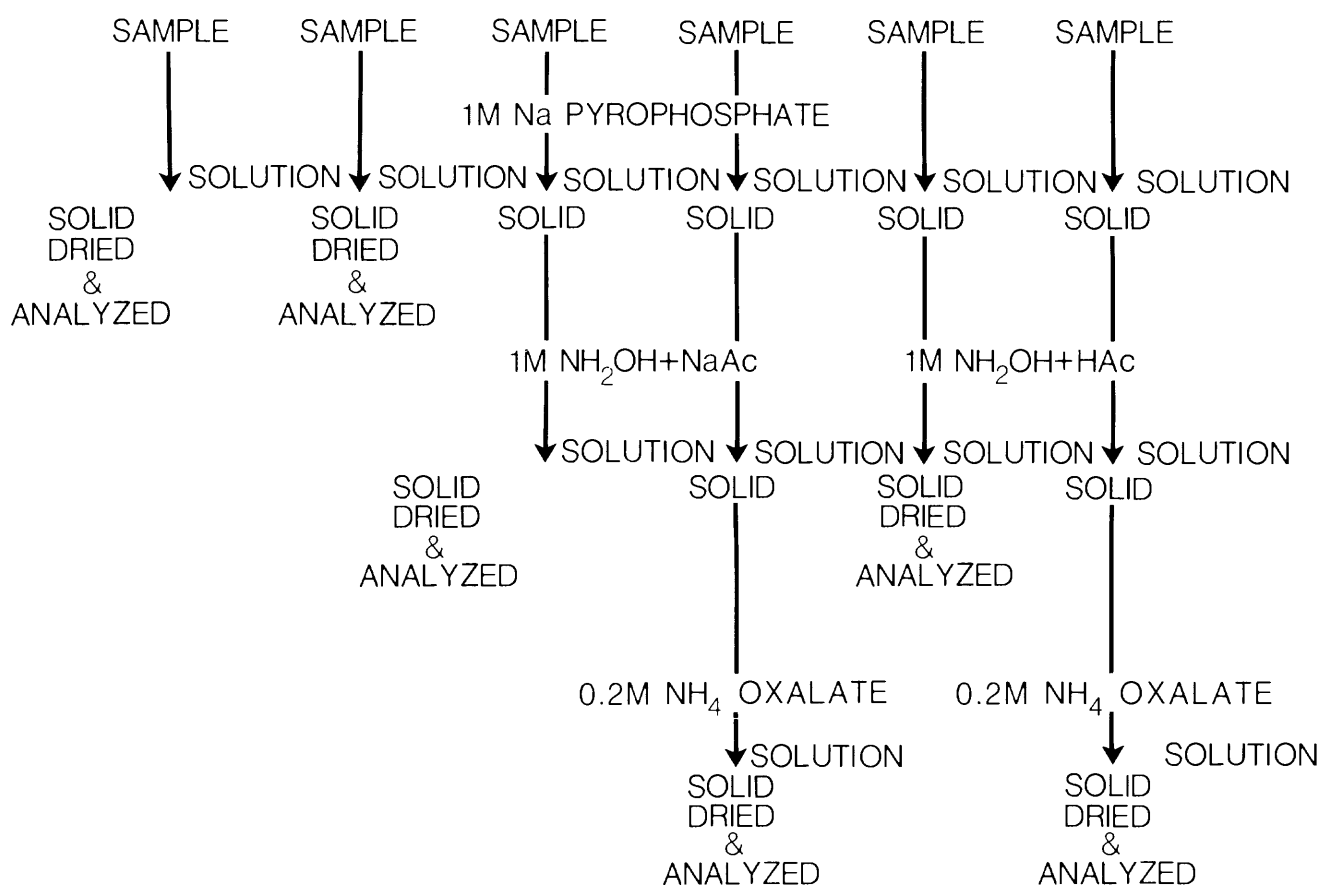 SAMPLE SAMPLE SAMPLE SAMPLE SAMPLE SAMPLE
1M Na PYROPHOSPHATE
SOLUTION SOLUTION SOLUTION SOLUTION SOLUTION SOLUTION
SOLID SOLID SOLID SOLID SOLID SOLID
DRIED DRIED
& &
ANALYZED ANALYZED
1M NH₂OH+NaAc 1M NH₂OH+HAc
SOLUTION SOLUTION SOLUTION SOLUTION
SOLID SOLID SOLID SOLID
DRIED DRIED
& &
ANALYZED ANALYZED
0.2M NH₄ OXALATE 0.2M NH₄ OXALATE
SOLUTION SOLUTION
SOLID SOLID
DRIED DRIED
& &
ANALYZED ANALYZED